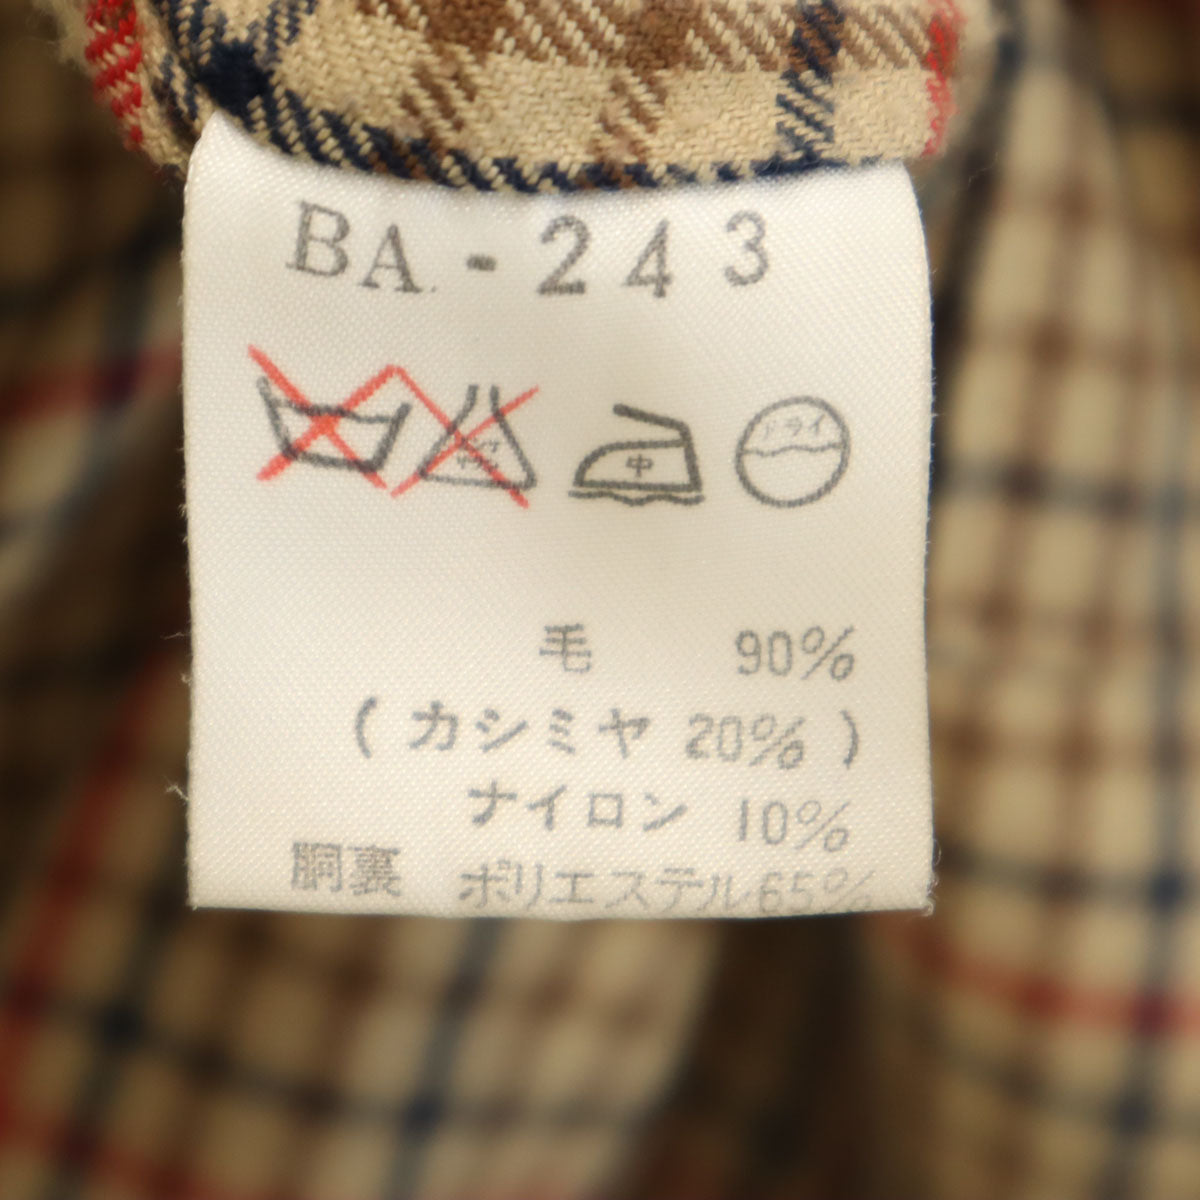 BA-243
中 ドライ
毛 90%
(カシミヤ 20%)
ナイロン 10%
胴裏 ポリエステル65%